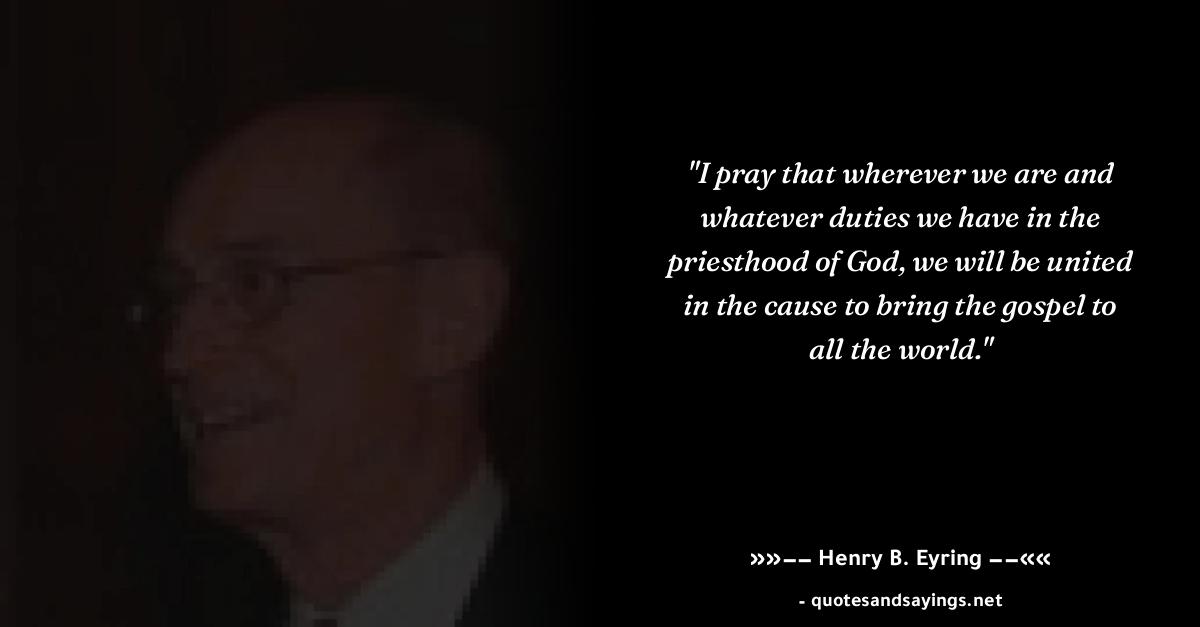 "I pray that wherever we are and
whatever duties we have in the
priesthood of God, we will be united
in the cause to bring the gospel to
all the world."
»»−− Henry B. Eyring −−««
- quotesandsayings.net